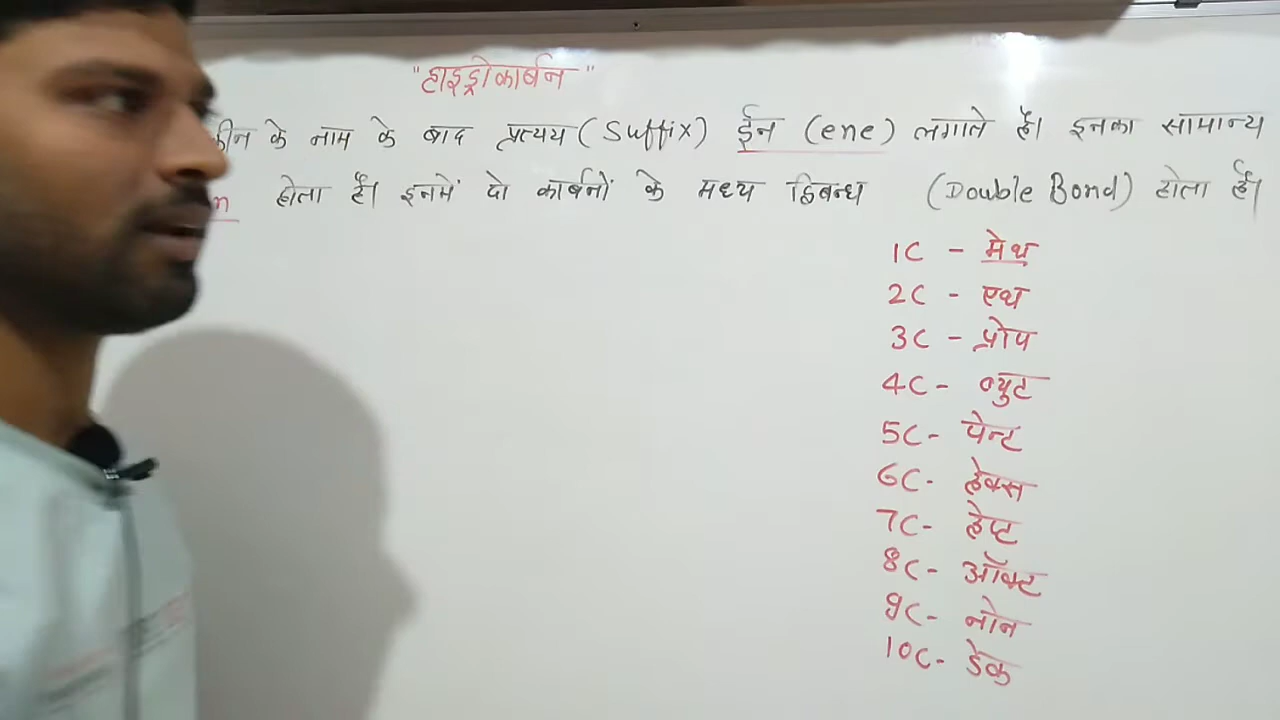 "हाइड्रोकार्बन"
के नाम के बाद प्रत्यय (Suffix) ईन (ene) लगाते हैं। इनका सामान्य
होता है। इनमें दो कार्बनों के मध्य द्विबन्ध (Double Bond) होता है।
1C - मेथ
2C - एथ
3C - प्रोप
4C - ब्युट
5C- पेन्ट
6C- हेक्स
7C- हेप्ट
8C- ऑक्ट
9C- नोन
10C- डेक